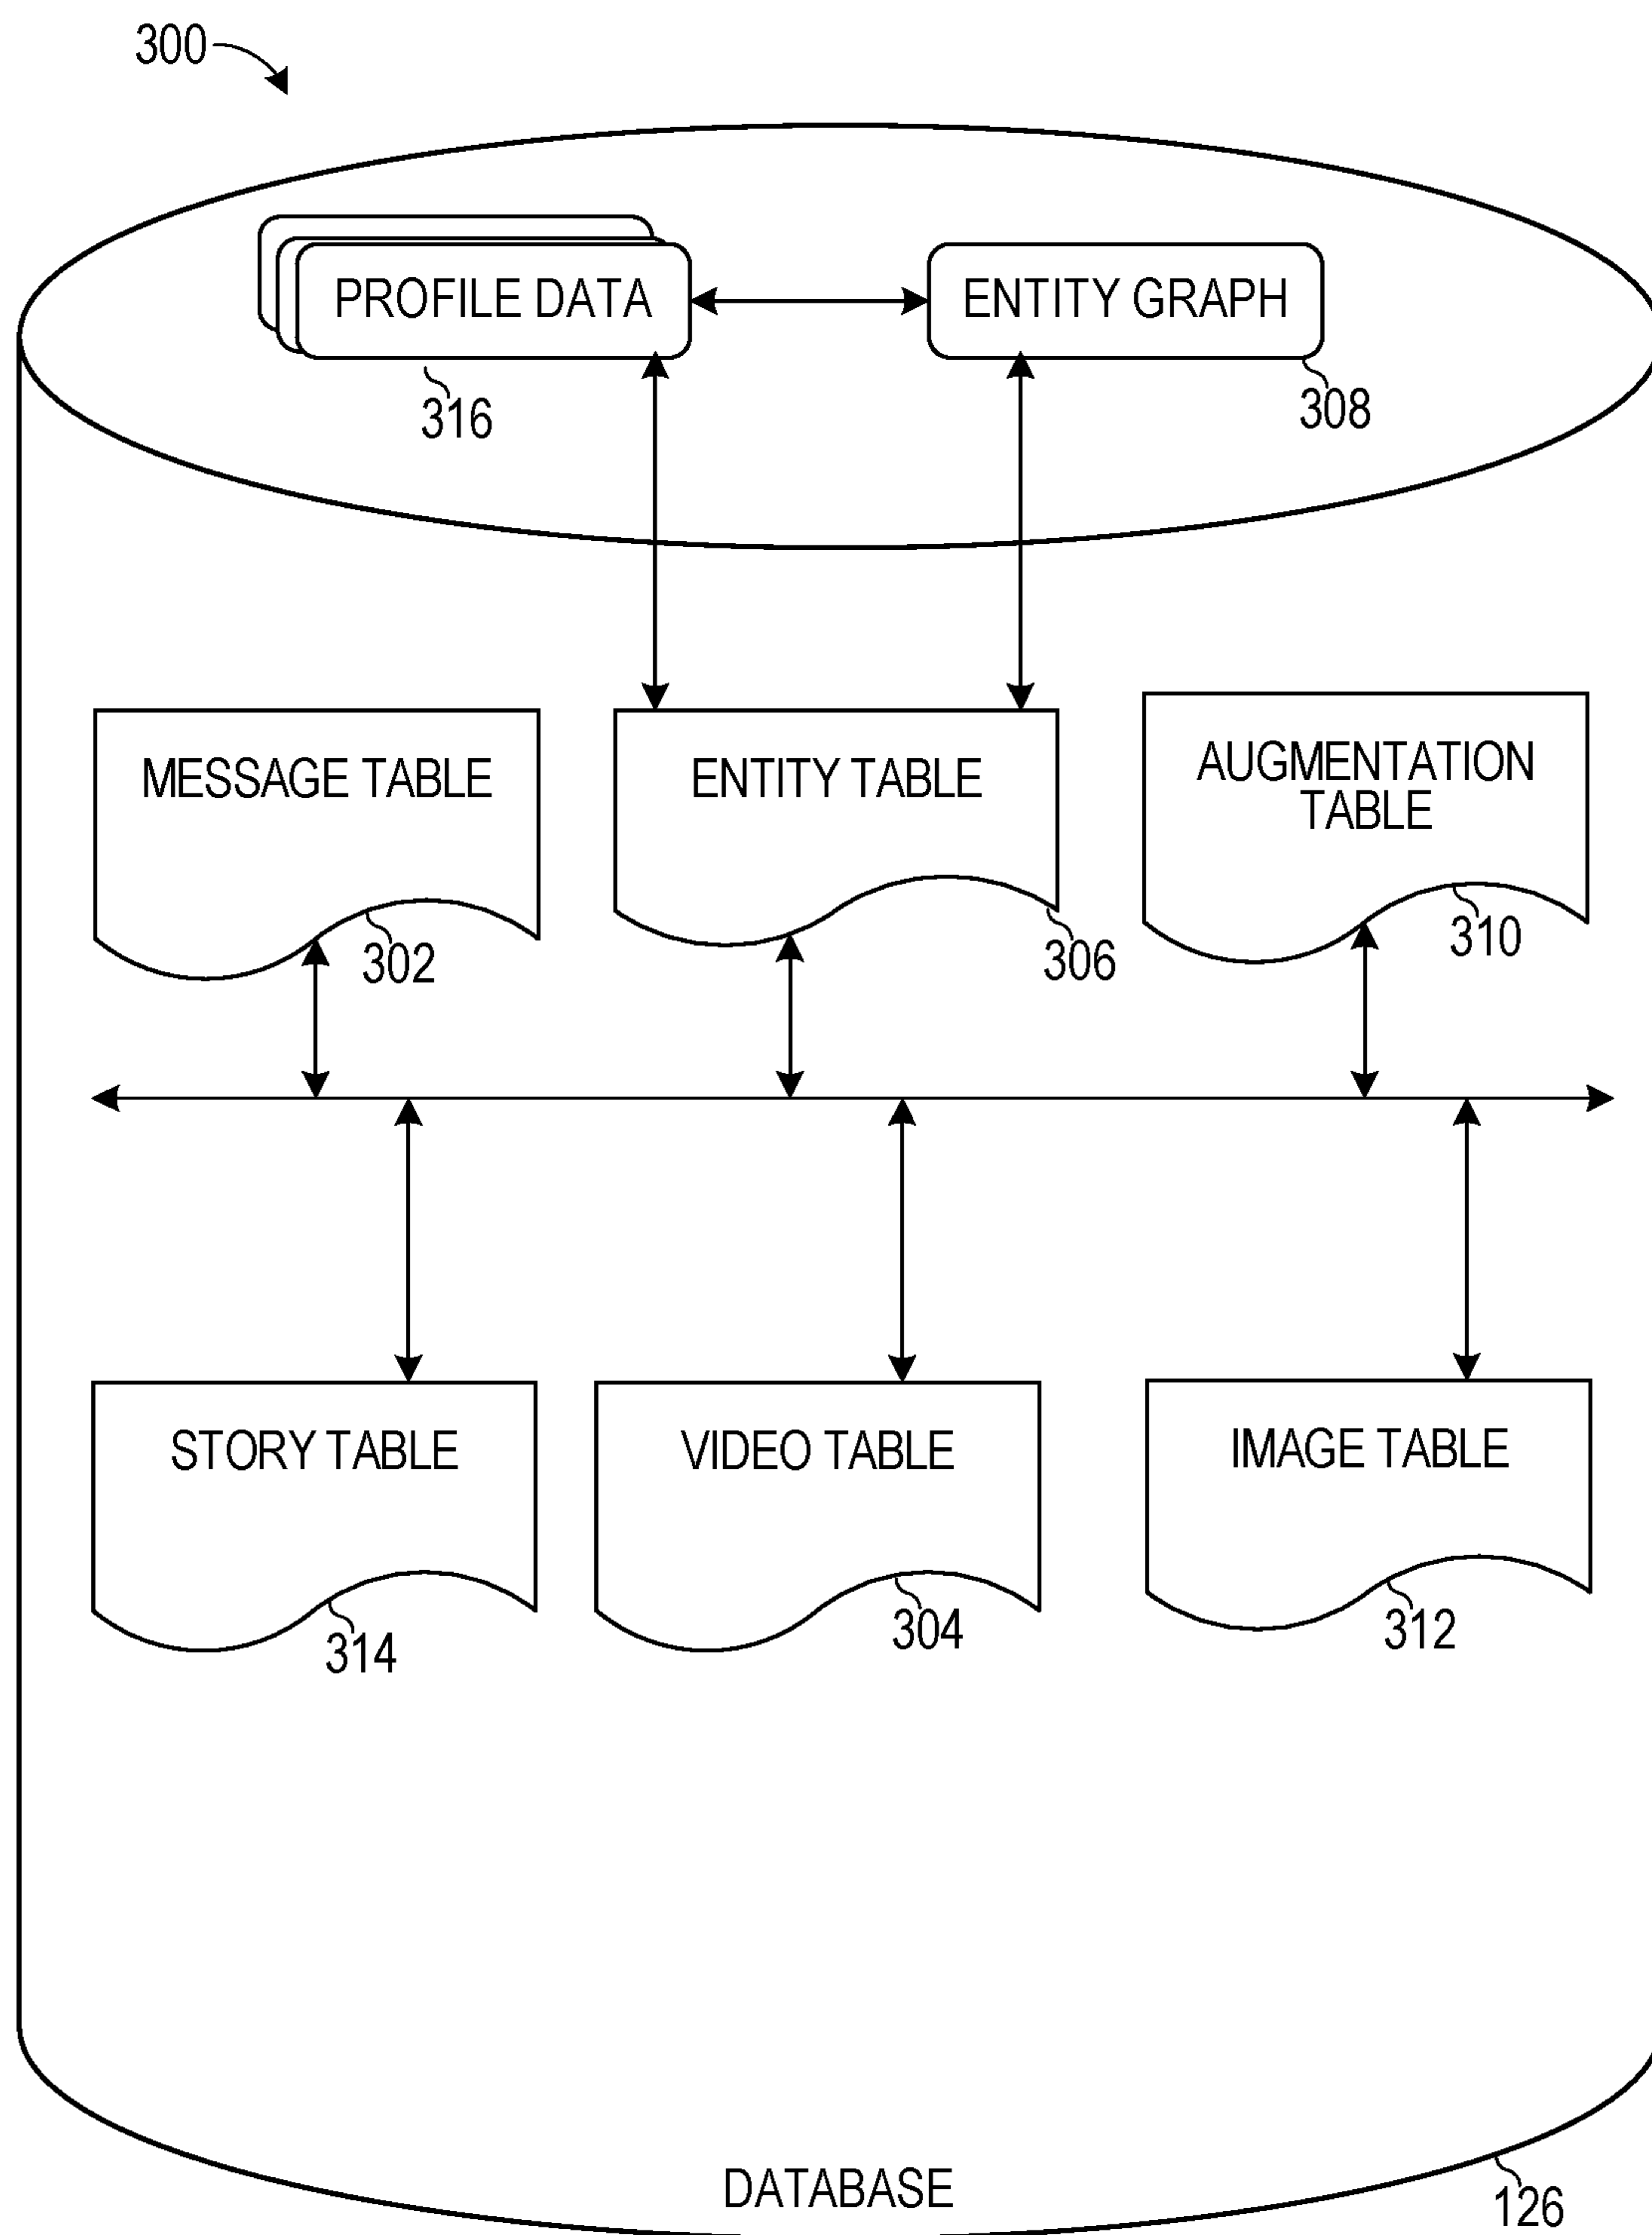 300
PROFILE DATA
ENTITY GRAPH
316
308
MESSAGE TABLE
ENTITY TABLE
AUGMENTATION
TABLE
302
306
310
STORY TABLE
VIDEO TABLE
IMAGE TABLE
314
304
312
DATABASE
126